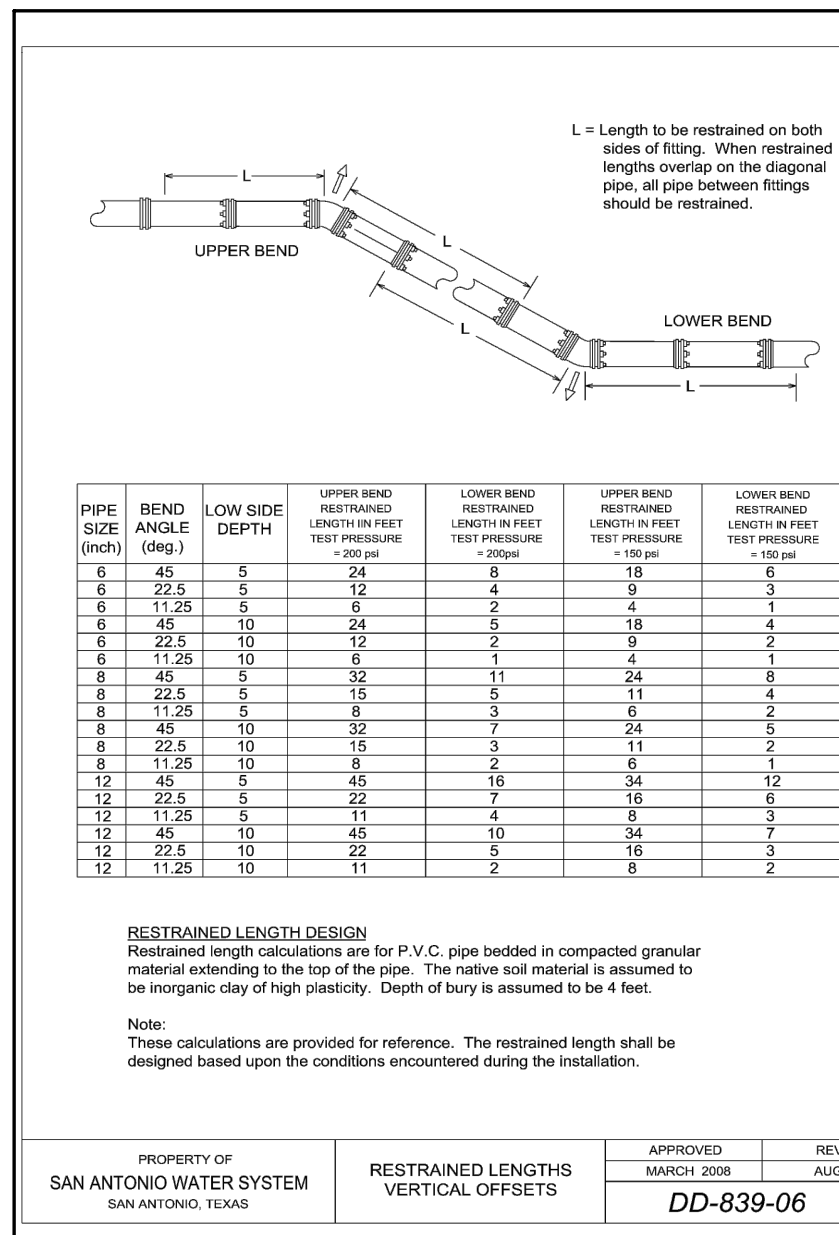 L = Length to be restrained on both
sides of fitting. When restrained
lengths overlap on the diagonal
pipe, all pipe between fittings
should be restrained.
L
UPPER BEND
L
L
LOWER BEND
L
PIPE SIZE (inch) BEND ANGLE (deg.) LOW SIDE DEPTH UPPER BEND RESTRAINED LENGTH IIN FEET TEST PRESSURE = 200 psi LOWER BEND RESTRAINED LENGTH IN FEET TEST PRESSURE = 200psi UPPER BEND RESTRAINED LENGTH IN FEET TEST PRESSURE = 150 psi LOWER BEND RESTRAINED LENGTH IN FEET TEST PRESSURE = 150 psi
6 45 5 24 8 18 6
6 22.5 5 12 4 9 3
6 11.25 5 6 2 4 1
6 45 10 24 5 18 4
6 22.5 10 12 2 9 2
6 11.25 10 6 1 4 1
8 45 5 32 11 24 8
8 22.5 5 15 5 11 4
8 11.25 5 8 3 6 2
8 45 10 32 7 24 5
8 22.5 10 15 3 11 2
8 11.25 10 8 2 6 1
12 45 5 45 16 34 12
12 22.5 5 22 7 16 6
12 11.25 5 11 4 8 3
12 45 10 45 10 34 7
12 22.5 10 22 5 16 3
12 11.25 10 11 2 8 2
RESTRAINED LENGTH DESIGN
Restrained length calculations are for P.V.C. pipe bedded in compacted granular
material extending to the top of the pipe. The native soil material is assumed to
be inorganic clay of high plasticity. Depth of bury is assumed to be 4 feet.
Note:
These calculations are provided for reference. The restrained length shall be
designed based upon the conditions encountered during the installation.
PROPERTY OF
SAN ANTONIO WATER SYSTEM
SAN ANTONIO, TEXAS
RESTRAINED LENGTHS
VERTICAL OFFSETS
APPROVED REV
MARCH 2008 AUG
DD-839-06